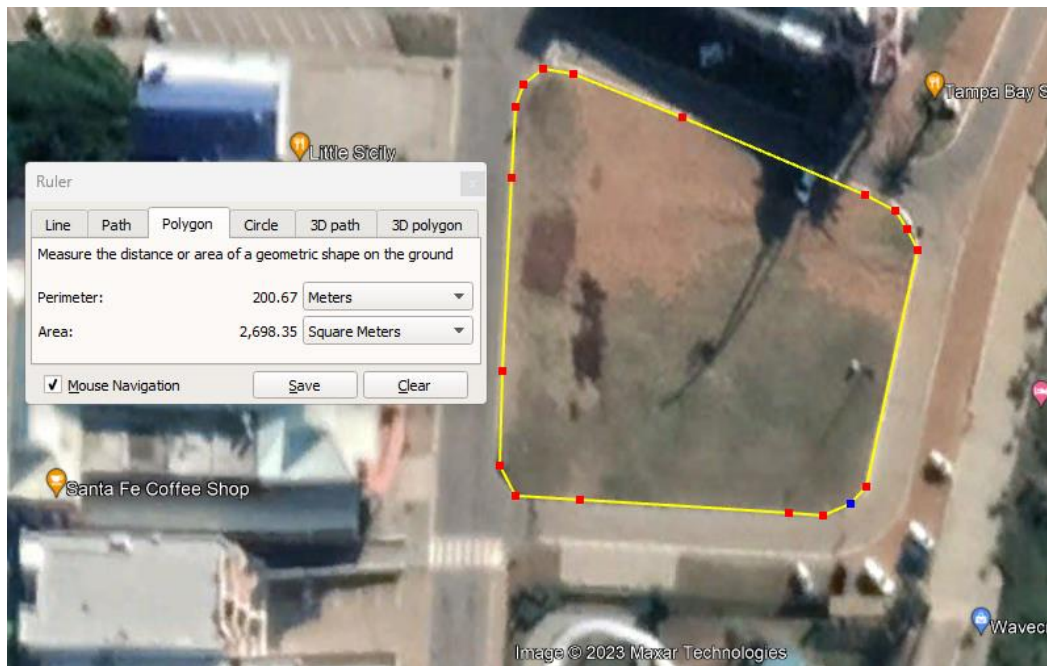 Tampa Bay S
Little Sicily
Ruler
Line Path Polygon Circle 3D path 3D polygon
Measure the distance or area of a geometric shape on the ground
Perimeter: 200.67 Meters
Area: 2,698.35 Square Meters
Mouse Navigation Save Clear
Santa Fe Coffee Shop
Wavecr
Image © 2023 Maxar Technologies